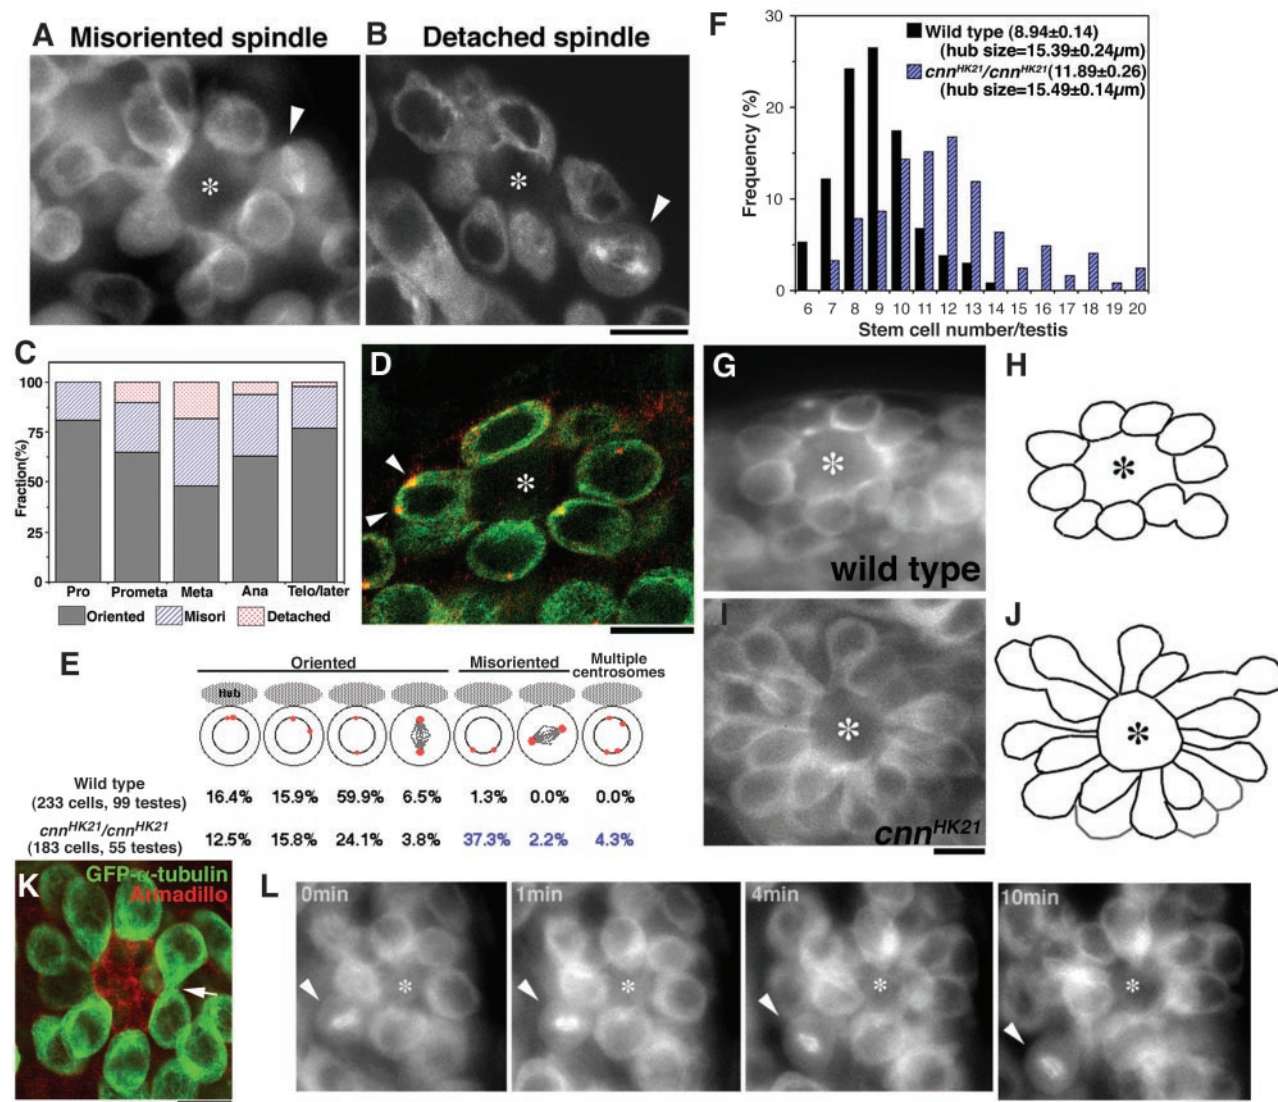 A Misoriented spindle
B Detached spindle
*
*
C
Fraction(%)
100
75
50
25
0
Pro Prometa Meta Ana Telo/later
Oriented Misori Detached
D
*
E
Oriented Misoriented Multiple
centrosomes
Hub
Wild type
(233 cells, 99 testes) 16.4% 15.9% 59.9% 6.5% 1.3% 0.0% 0.0%
cnnHK21/cnnHK21
(183 cells, 55 testes) 12.5% 15.8% 24.1% 3.8% 37.3% 2.2% 4.3%
F
Frequency (%)
30
20
10
0
Wild type (8.94±0.14)
(hub size=15.39±0.24µm)
cnnHK21/cnnHK21(11.89±0.26)
(hub size=15.49±0.14µm)
6 7 8 9 10 11 12 13 14 15 16 17 18 19 20
Stem cell number/testis
G
*
wild type
H
*
I
*
cnnHK21
J
*
K
GFP-α-tubulin
Armadillo
L
0min
*
1min
*
4min
*
10min
*